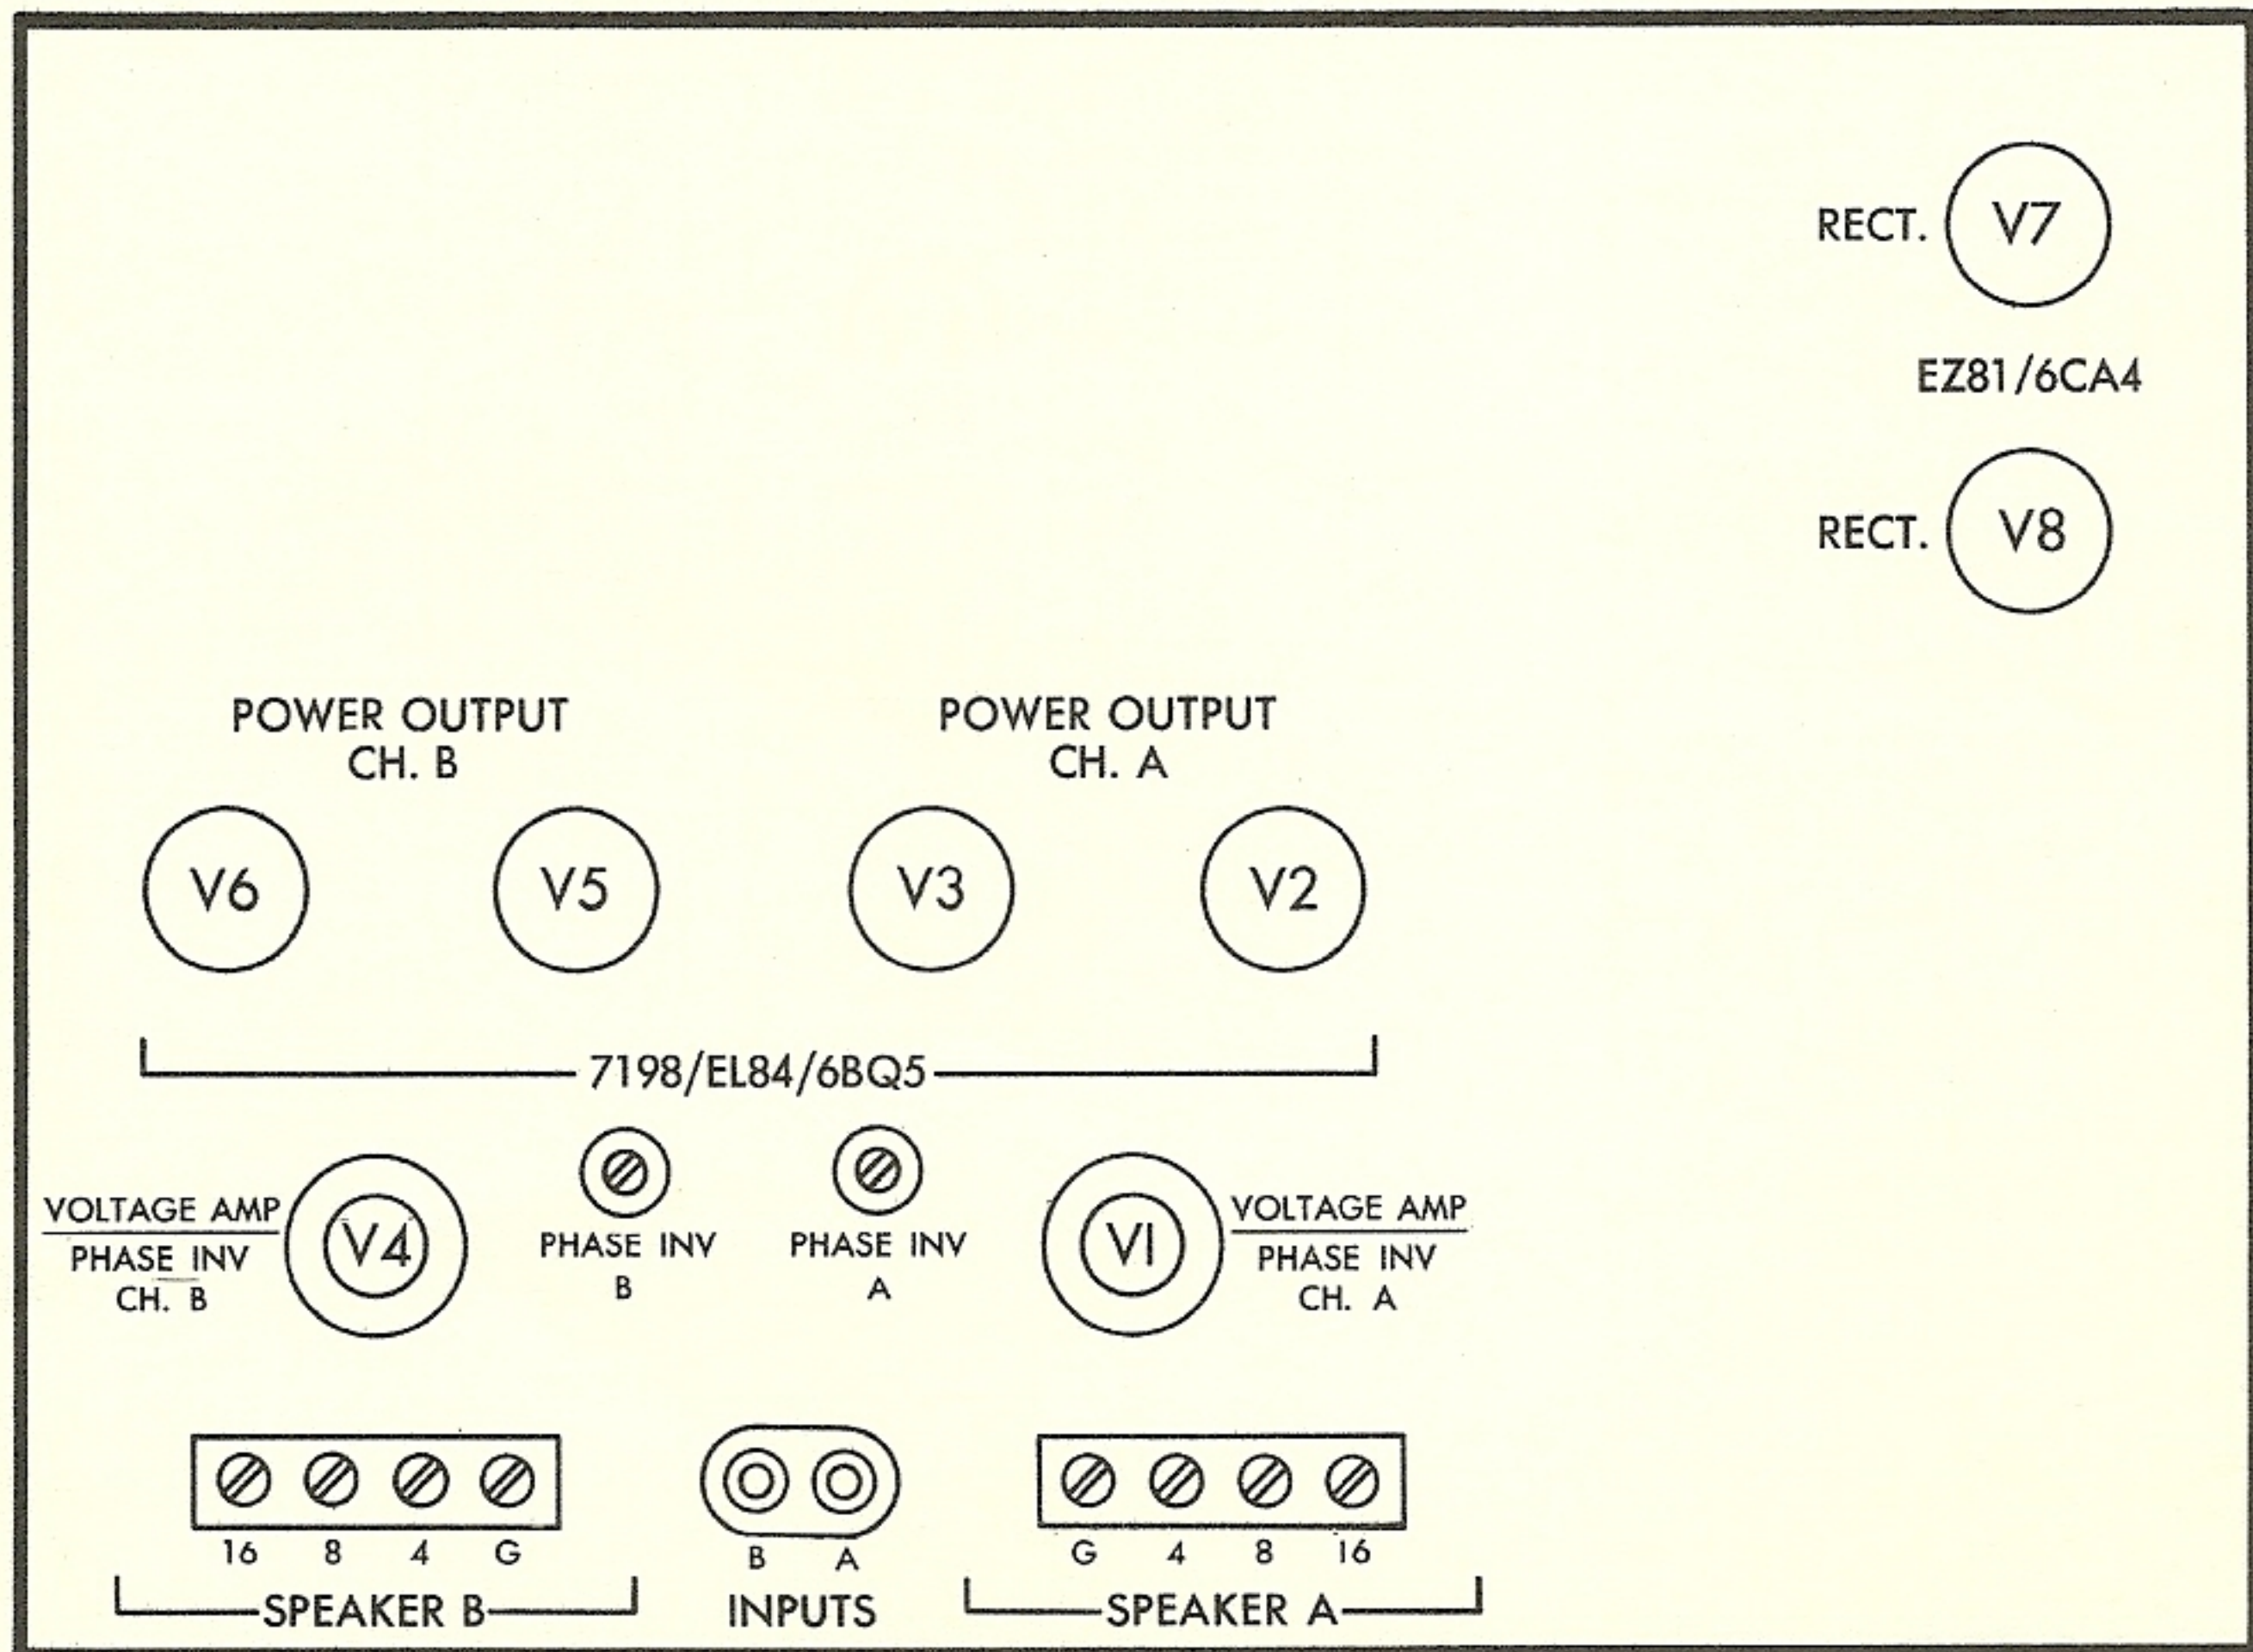 RECT. V7
EZ81/6CA4
RECT. V8
POWER OUTPUT
CH. B
POWER OUTPUT
CH. A
V6 V5 V3 V2
7198/EL84/6BQ5
VOLTAGE AMP
PHASE INV
CH. B
V4
PHASE INV
B
PHASE INV
A
V1
VOLTAGE AMP
PHASE INV
CH. A
16 8 4 G
SPEAKER B
B A
INPUTS
G 4 8 16
SPEAKER A